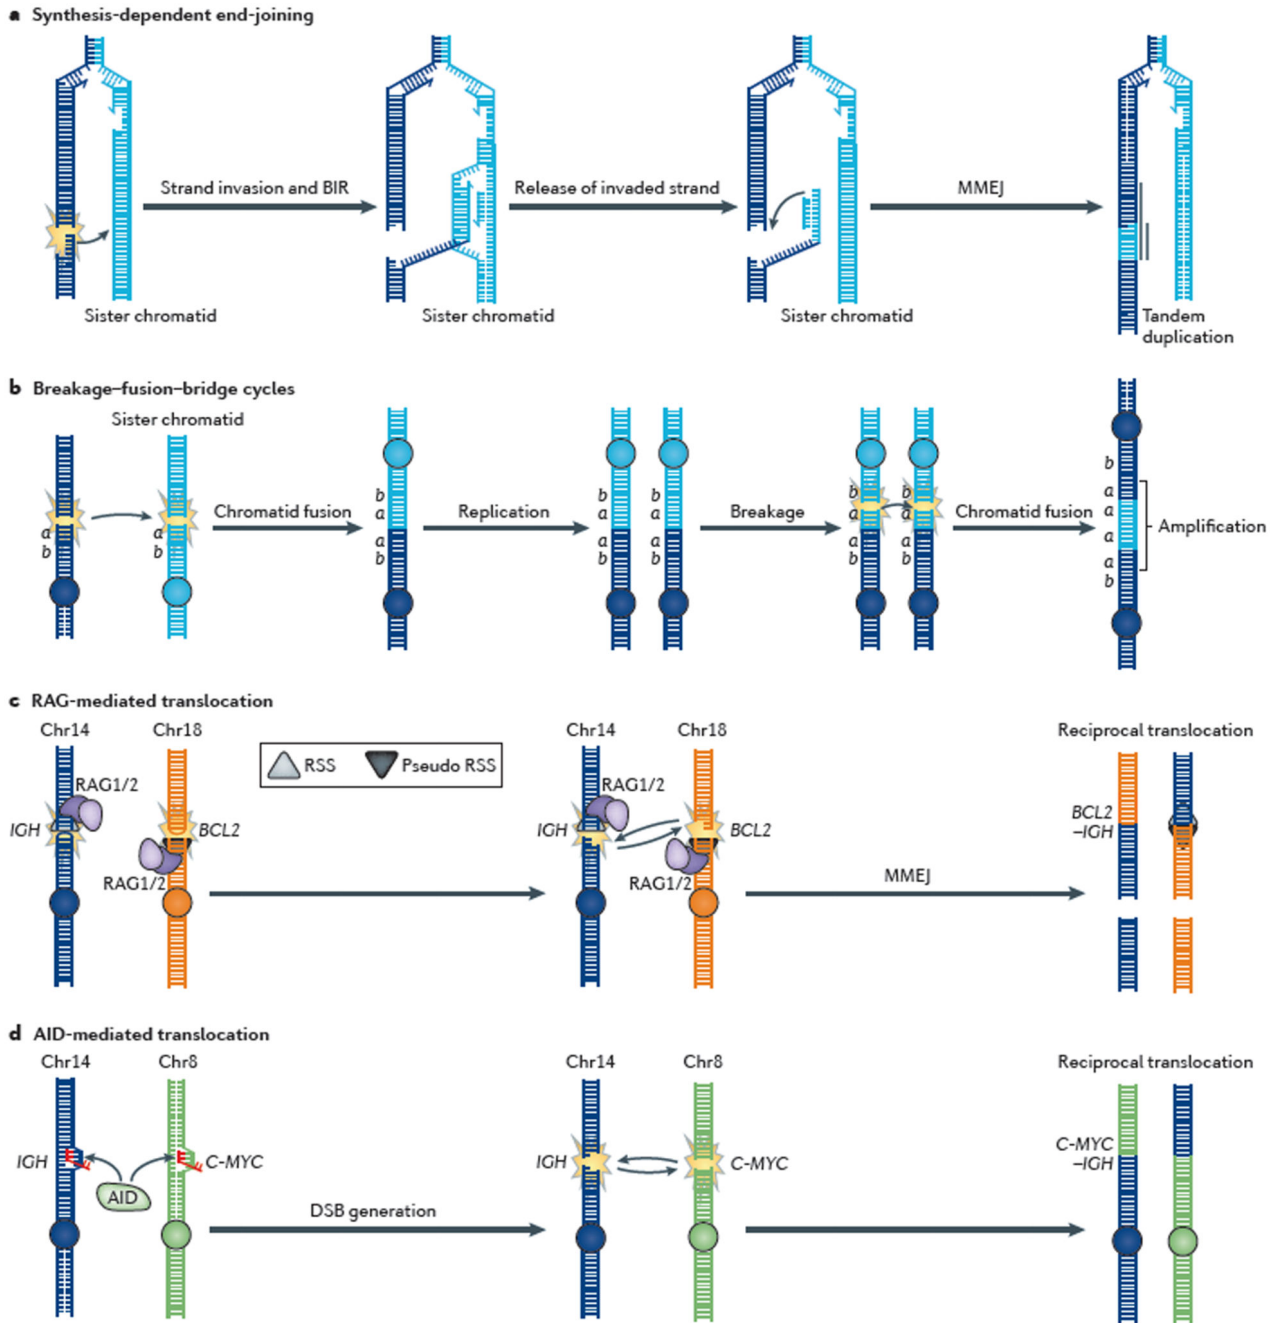 a Synthesis-dependent end-joining
Strand invasion and BIR
Release of invaded strand
MMEJ
Sister chromatid
Sister chromatid
Sister chromatid
Tandem
duplication
b Breakage–fusion–bridge cycles
Sister chromatid
a
b
a
b
Chromatid fusion
b
a
a
b
Replication
b
a
a
b
b
a
a
b
Breakage
b
a
a
b
b
a
a
b
Chromatid fusion
b
a
a
a
b
Amplification
c RAG-mediated translocation
Chr14
Chr18
RSS
Pseudo RSS
Chr14
Chr18
Reciprocal translocation
RAG1/2
IGH
BCL2
RAG1/2
RAG1/2
IGH
BCL2
RAG1/2
MMEJ
BCL2
–IGH
d AID-mediated translocation
Chr14
Chr8
Chr14
Chr8
Reciprocal translocation
IGH
C-MYC
AID
DSB generation
IGH
C-MYC
C-MYC
–IGH